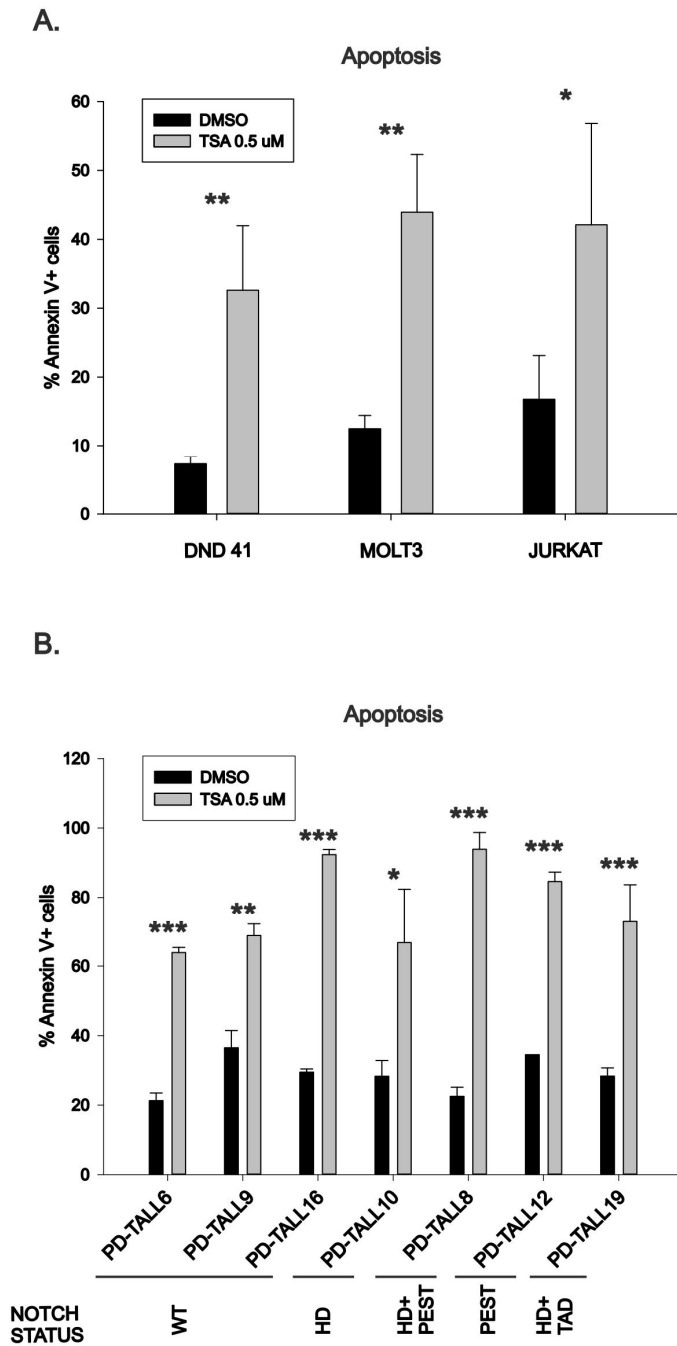 A.
Apoptosis
60
50
40
30
20
10
0
% Annexin V+ cells
DMSO
TSA 0.5 uM
**
**
*
DND 41
MOLT3
JURKAT
B.
Apoptosis
120
100
80
60
40
20
0
% Annexin V+ cells
DMSO
TSA 0.5 uM
***
**
***
*
***
***
***
PD-TALL6
PD-TALL9
PD-TALL16
PD-TALL10
PD-TALL8
PD-TALL12
PD-TALL19
NOTCH
STATUS
WT
HD
HD+
PEST
PEST
HD+
TAD